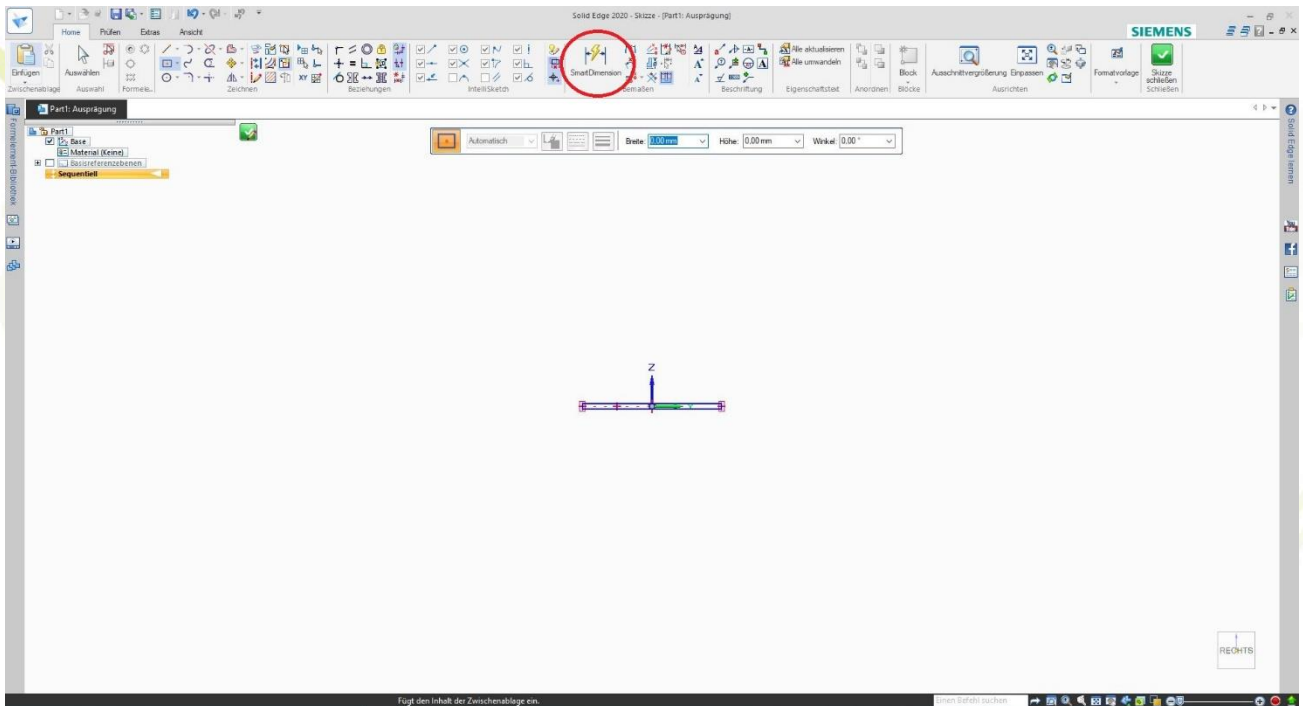 Solid Edge 2020 - Skizze - [Part1: Ausprägung]
Home Prüfen Extras Ansicht
SIEMENS
Einfügen
Auswählen
SmartDimension
Alle aktualisieren
Alle umwandeln
Block
Ausschnittvergrößerung
Einpassen
Formatvorlage
Skizze
schließen
Zwischenablage
Auswahl
Formele...
Zeichnen
Beziehungen
IntelliSketch
Bemaßen
Beschriftung
Eigenschaftstext
Anordnen
Blöcke
Ausrichten
Schließen
Part1: Ausprägung
Part1
Base
Material (Keine)
Basisreferenzebenen
Sequentiell
Automatisch
Breite: 0,00 mm
Höhe: 0,00 mm
Winkel: 0,00 °
Formelement-Bibliothek
Solid Edge lernen
Z
Y
RECHTS
Fügt den Inhalt der Zwischenablage ein.
Einen Befehl suchen